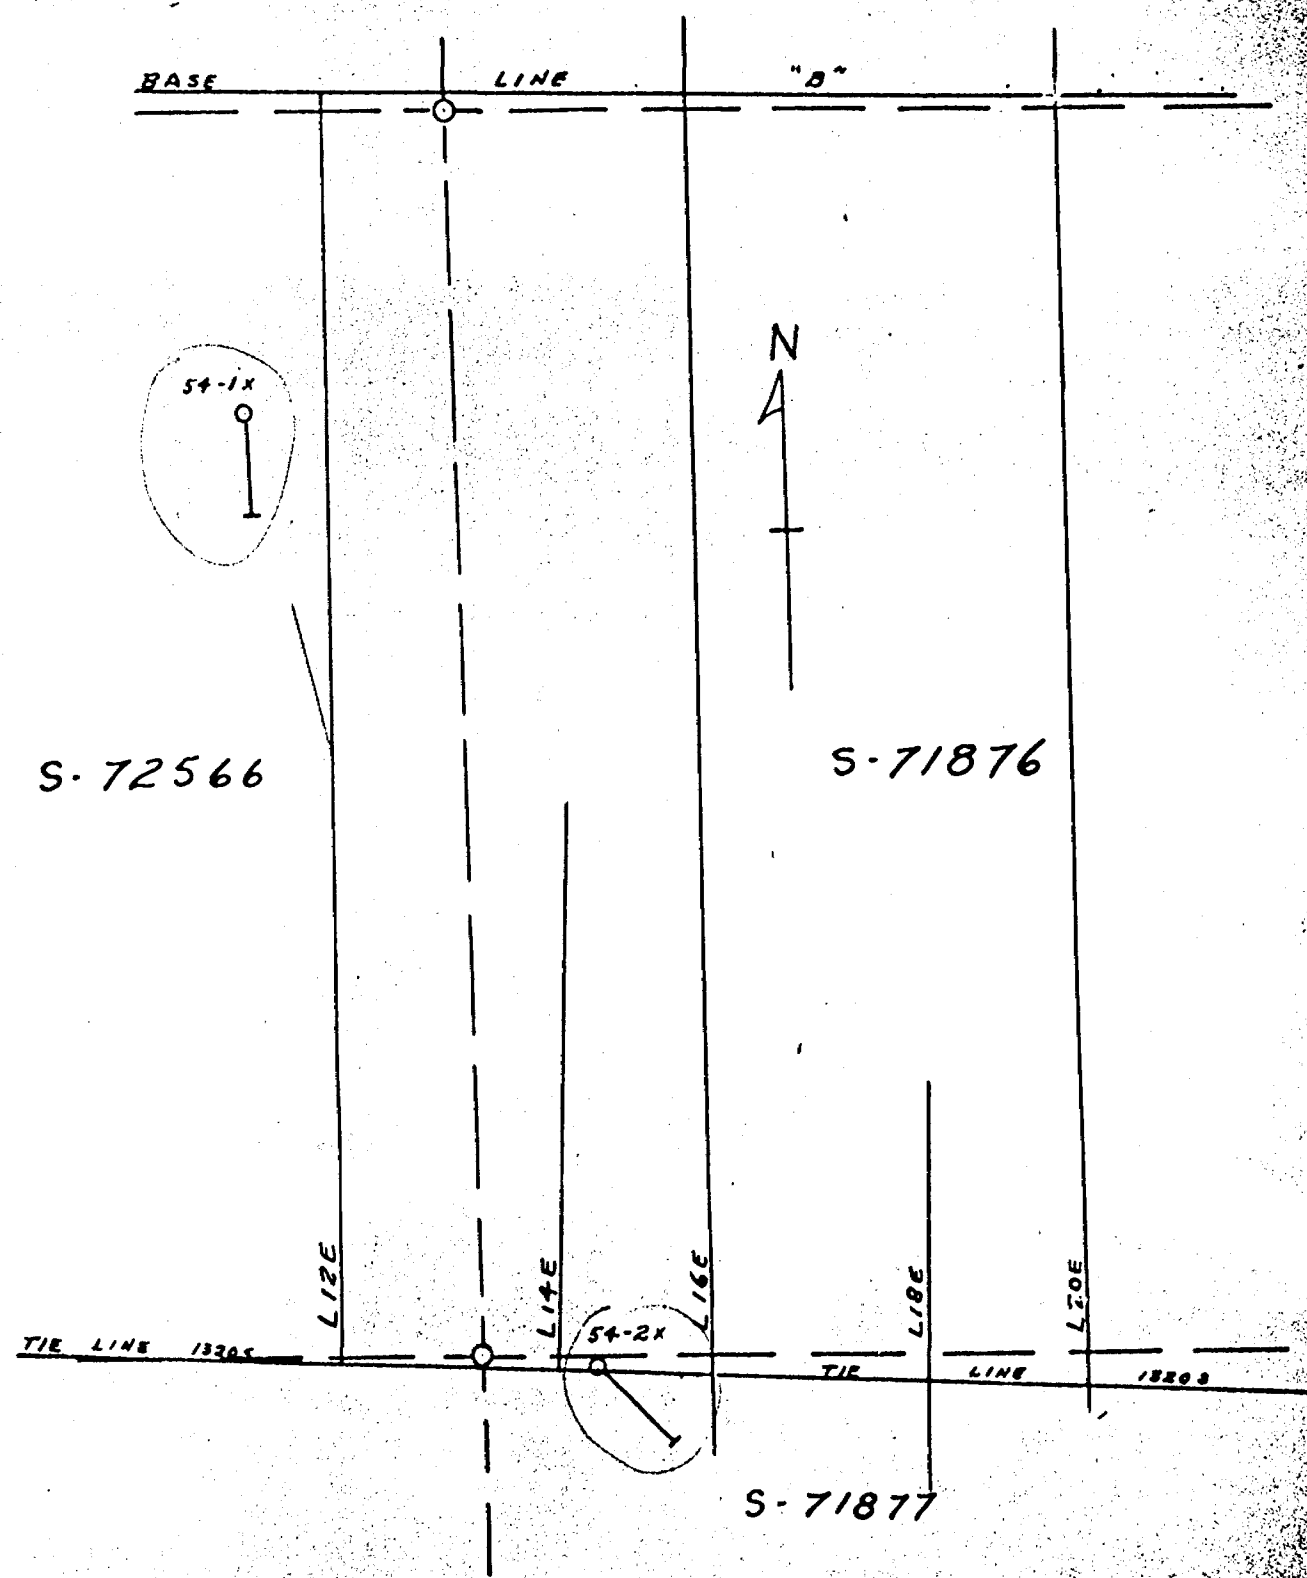 BASE LINE "B"
N
54-1X
S-72566
S-71876
L12E
L14E
L16E
L18E
L20E
54-2X
TIE LINE 1320S
TIE LINE 1320S
S-71877